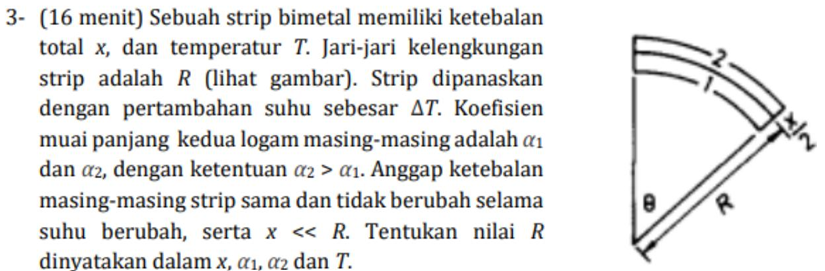 3- (16 menit) Sebuah strip bimetal memiliki ketebalan
total x, dan temperatur T. Jari-jari kelengkungan
strip adalah R (lihat gambar). Strip dipanaskan
dengan pertambahan suhu sebesar ΔT. Koefisien
muai panjang kedua logam masing-masing adalah α1
dan α2, dengan ketentuan α2 > α1. Anggap ketebalan
masing-masing strip sama dan tidak berubah selama
suhu berubah, serta x << R. Tentukan nilai R
dinyatakan dalam x, α1, α2 dan T.
2
1
x/2
θ
R